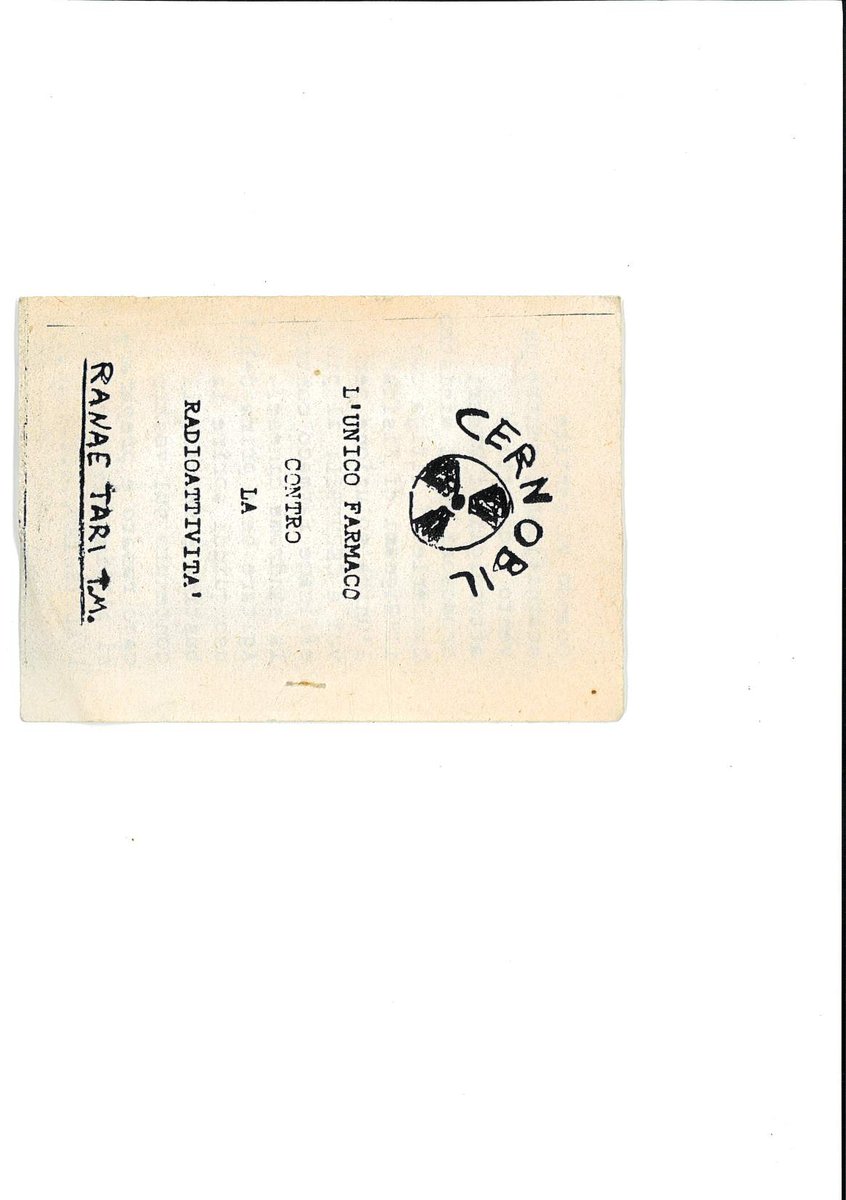 CERNOBIL
L'UNICO FARMACO
CONTRO
LA
RADIOATTIVITA'
RANAE TARI T.M.